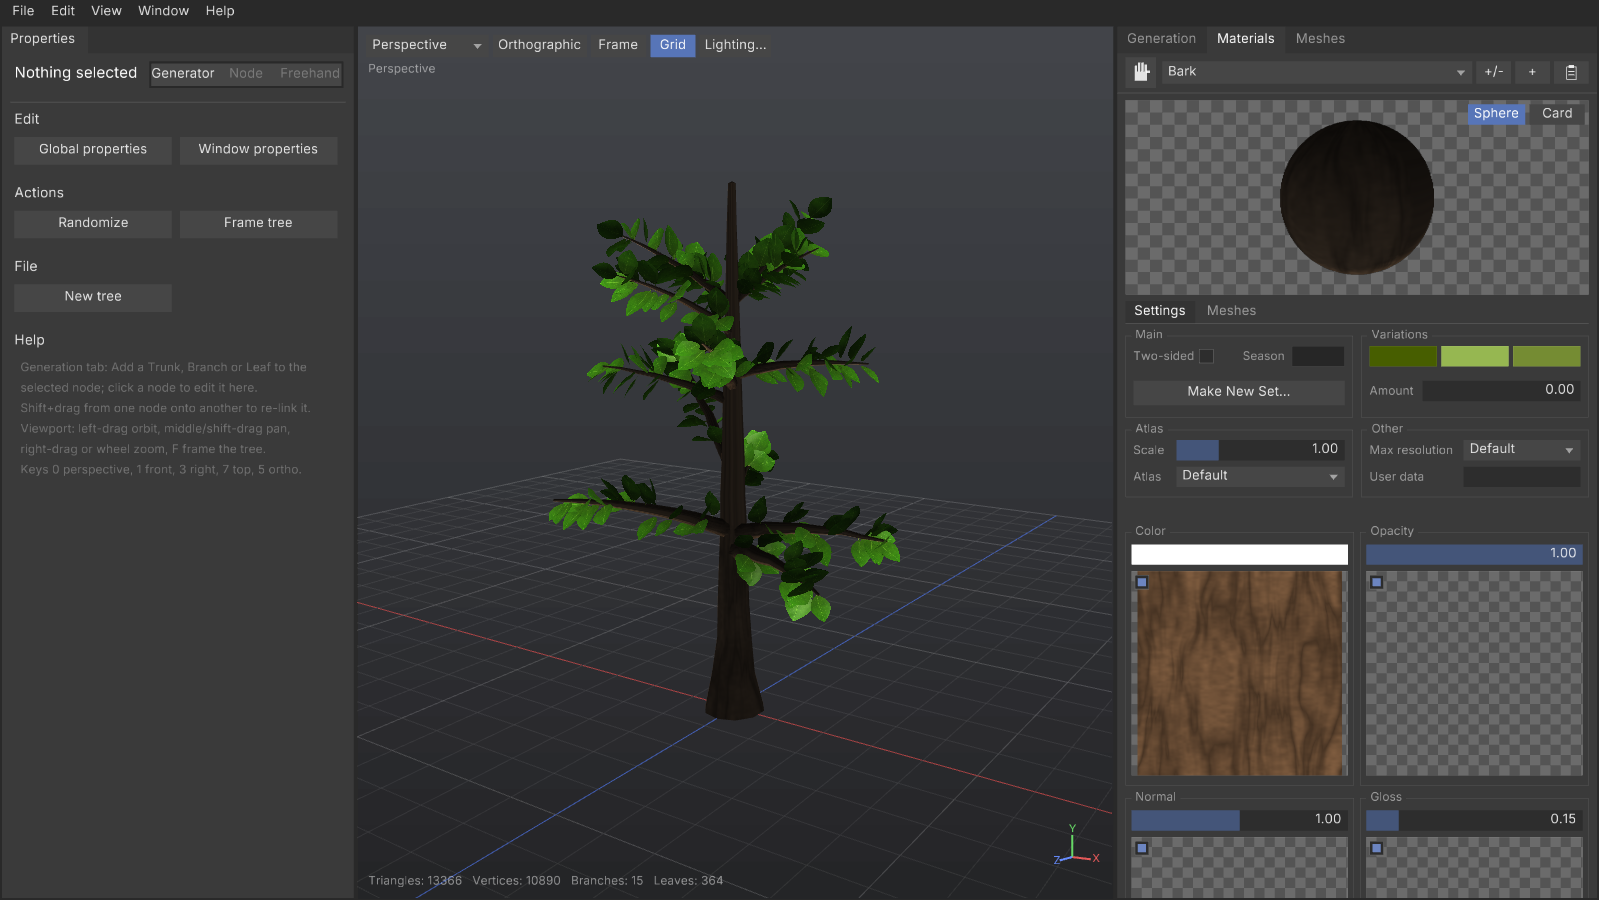 File Edit View Window Help
Properties
Nothing selected Generator Node Freehand
Edit
Global properties Window properties
Actions
Randomize Frame tree
File
New tree
Help
Generation tab: Add a Trunk, Branch or Leaf to the
selected node; click a node to edit it here.
Shift+drag from one node onto another to re-link it.
Viewport: left-drag orbit, middle/shift-drag pan,
right-drag or wheel zoom, F frame the tree.
Keys 0 perspective, 1 front, 3 right, 7 top, 5 ortho.
Perspective Orthographic Frame Grid Lighting...
Perspective
Y
Z X
Triangles: 13366 Vertices: 10890 Branches: 15 Leaves: 364
Generation Materials Meshes
Bark +/- +
Sphere Card
Settings Meshes
Main
Two-sided Season
Make New Set...
Variations
Amount 0.00
Atlas
Scale 1.00
Atlas Default
Other
Max resolution Default
User data
Color
Opacity
1.00
Normal
1.00
Gloss
0.15